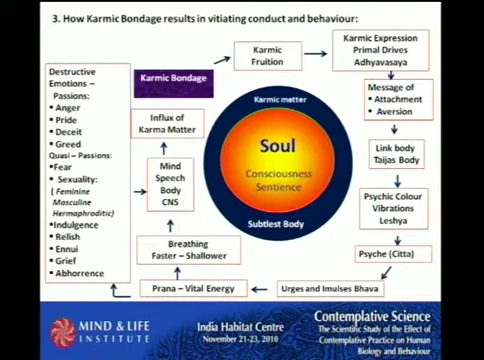 3. How Karmic Bondage results in vitiating conduct and behaviour:
Karmic Bondage
Karmic
Fruition
Karmic Expression
Primal Drives
Adhyavasaya
Message of
▪ Attachment
▪ Aversion
Link body
Taijas Body
Psychic Colour
Vibrations
Leshya
Psyche (Citta)
Urges and Imulses Bhava
Prana – Vital Energy
Breathing
Faster – Shallower
Mind
Speech
Body
CNS
Influx of
Karma Matter
Destructive
Emotions –
Passions:
▪ Anger
▪ Pride
▪ Deceit
▪ Greed
Quasi – Passions:
▪Fear
▪ Sexuality:
( Feminine
Masculine
Hermaphroditic)
▪Indulgence
▪ Relish
▪ Ennui
▪ Grief
▪ Abhorrence
Karmic matter
Soul
Consciousness
Sentience
Subtlest Body
MIND & LIFE
INSTITUTE
India Habitat Centre
November 21-23, 2010
Contemplative Science
The Scientific Study of the Effect of
Contemplative Practice on Human
Biology and Behaviour